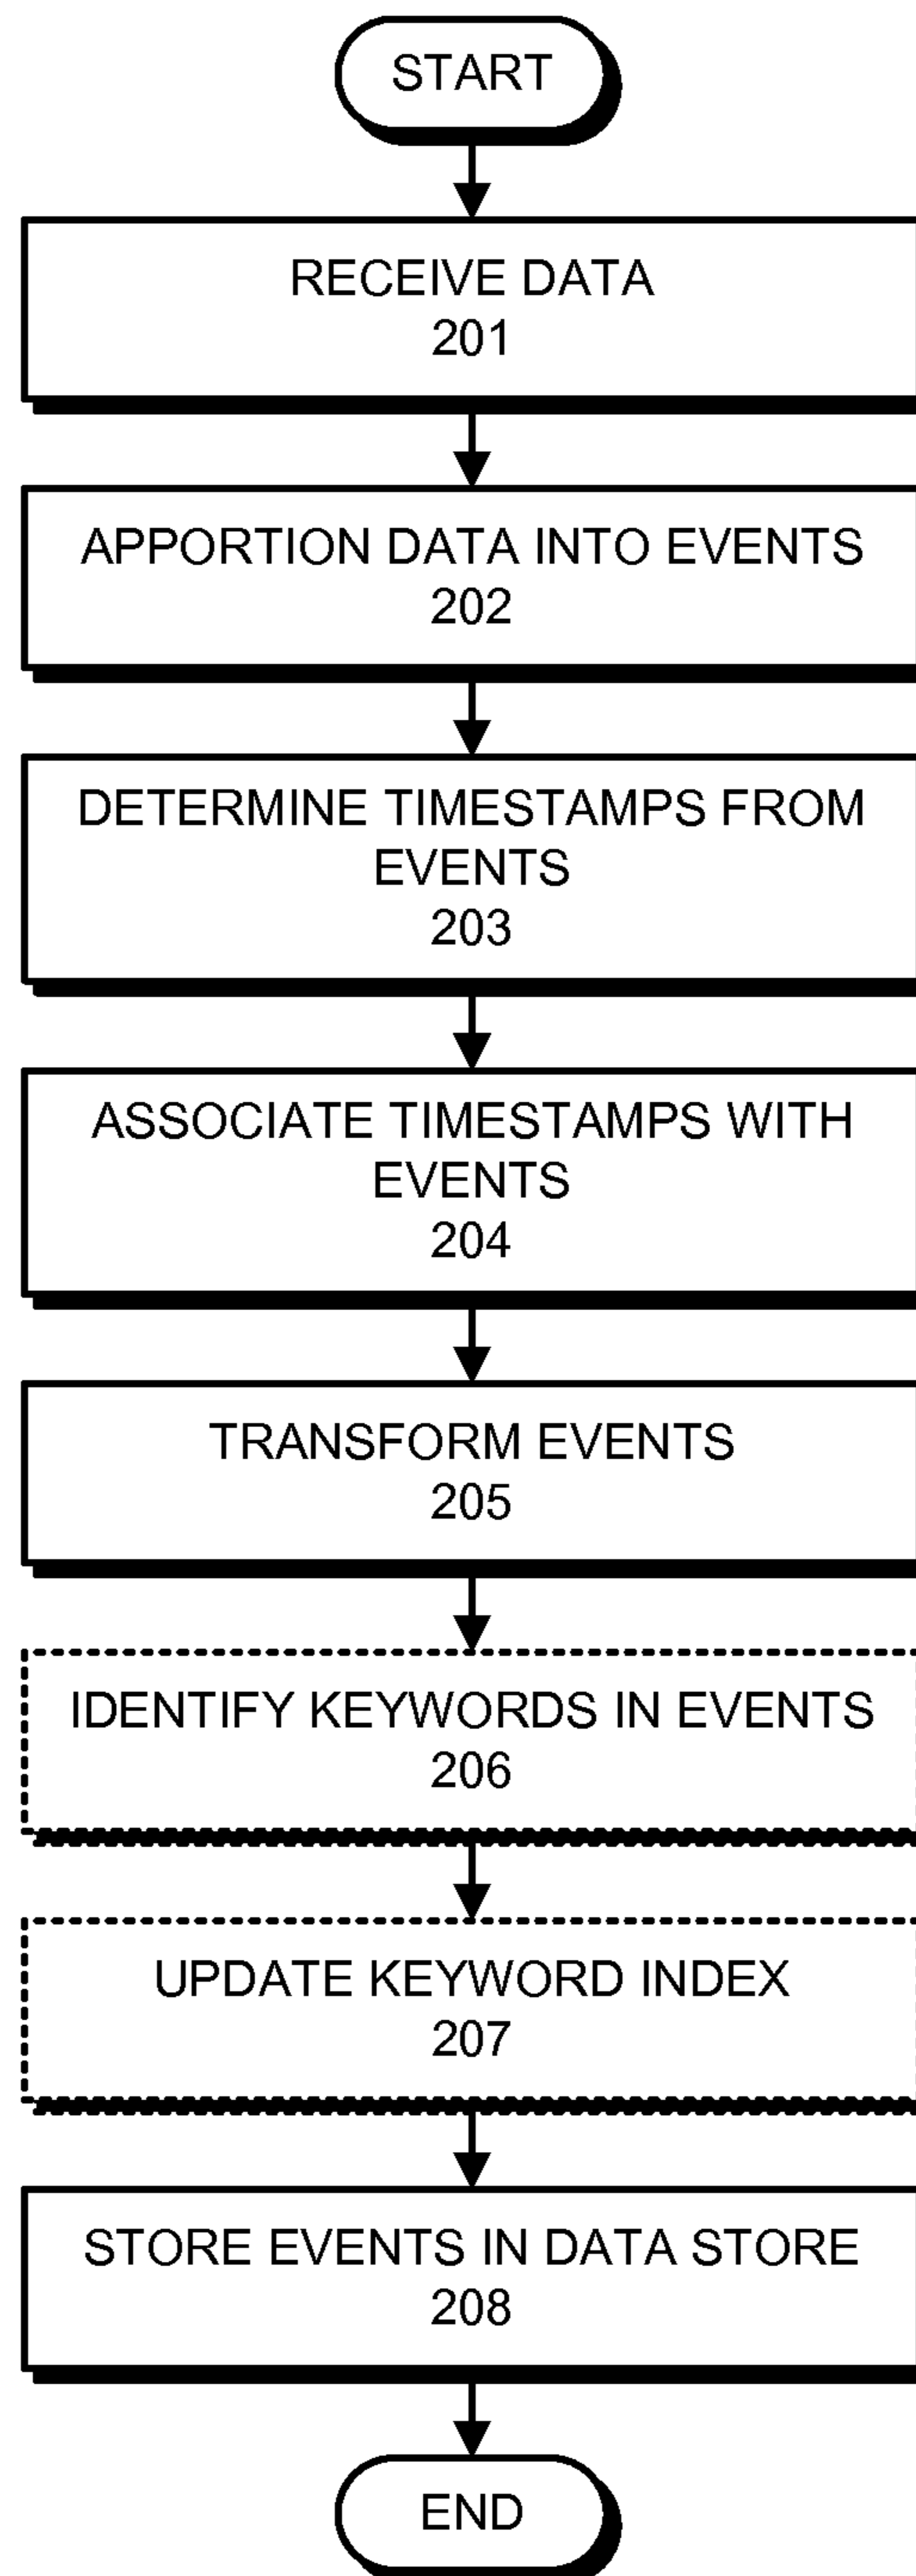 START
RECEIVE DATA
201
APPORTION DATA INTO EVENTS
202
DETERMINE TIMESTAMPS FROM
EVENTS
203
ASSOCIATE TIMESTAMPS WITH
EVENTS
204
TRANSFORM EVENTS
205
IDENTIFY KEYWORDS IN EVENTS
206
UPDATE KEYWORD INDEX
207
STORE EVENTS IN DATA STORE
208
END